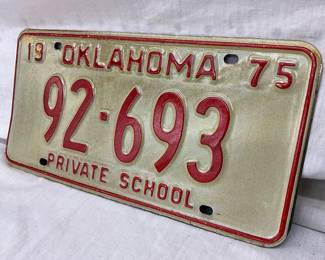 19 OKLAHOMA 75
92-693
PRIVATE SCHOOL